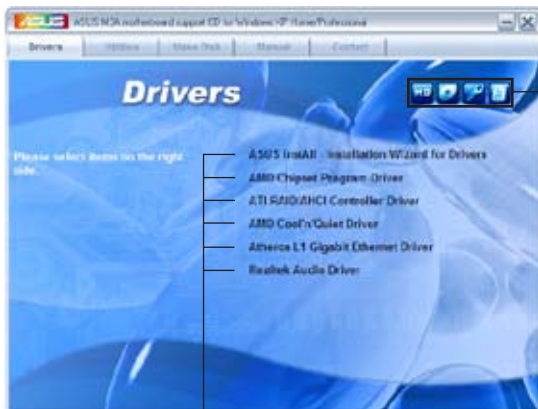 ASUS M3A motherboard support CD for Windows XP Home/Professional
Drivers Utilities Make Disk Manual Contact
Drivers
Please select items on the right
side.
ASUS InstAll - Installation Wizard for Drivers
AMD Chipset Program Driver
ATI RAID/AHCI Controller Driver
AMD Cool'n'Quiet Driver
Atheros L1 Gigabit Ethernet Driver
Realtek Audio Driver